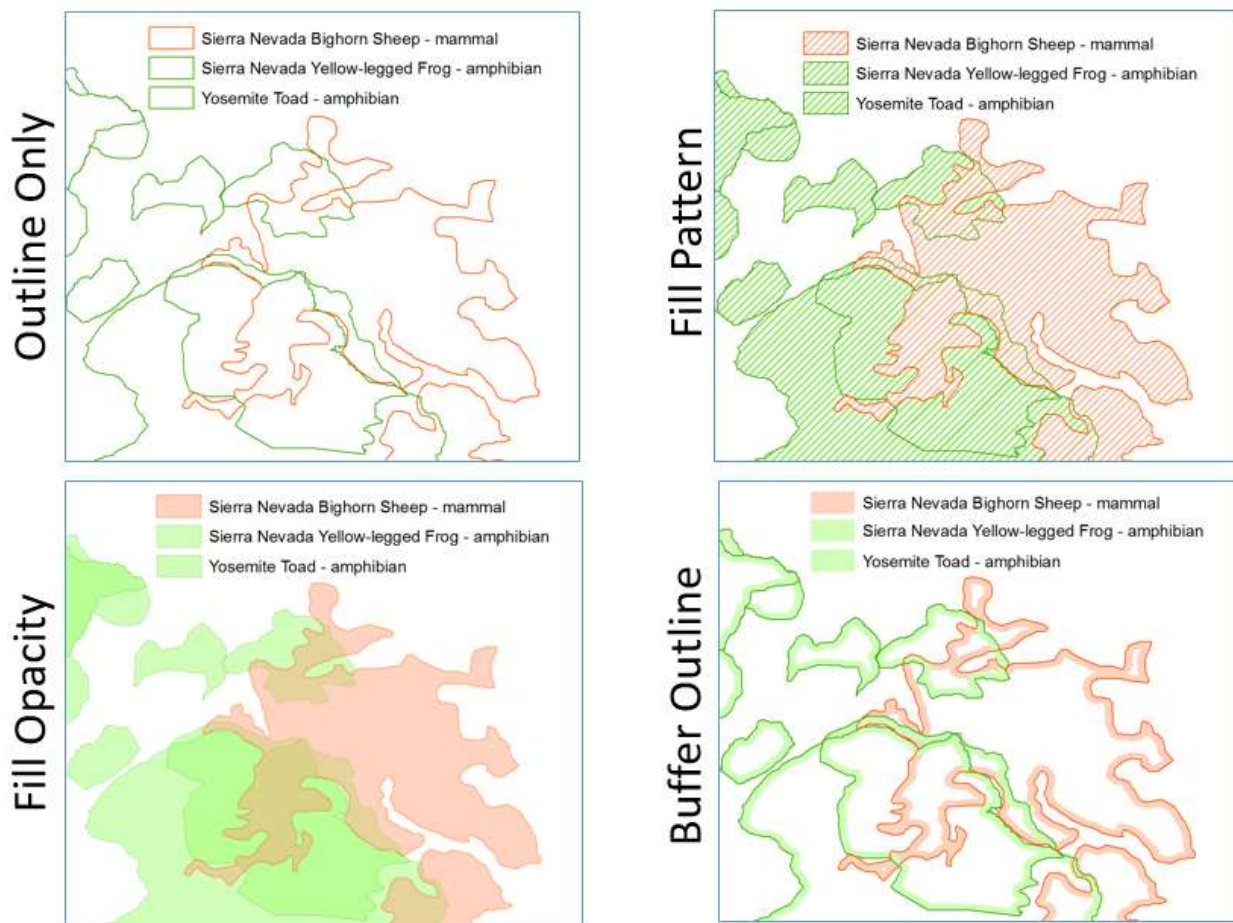 Outline Only
Sierra Nevada Bighorn Sheep - mammal
Sierra Nevada Yellow-legged Frog - amphibian
Yosemite Toad - amphibian
Fill Pattern
Sierra Nevada Bighorn Sheep - mammal
Sierra Nevada Yellow-legged Frog - amphibian
Yosemite Toad - amphibian
Fill Opacity
Sierra Nevada Bighorn Sheep - mammal
Sierra Nevada Yellow-legged Frog - amphibian
Yosemite Toad - amphibian
Buffer Outline
Sierra Nevada Bighorn Sheep - mammal
Sierra Nevada Yellow-legged Frog - amphibian
Yosemite Toad - amphibian